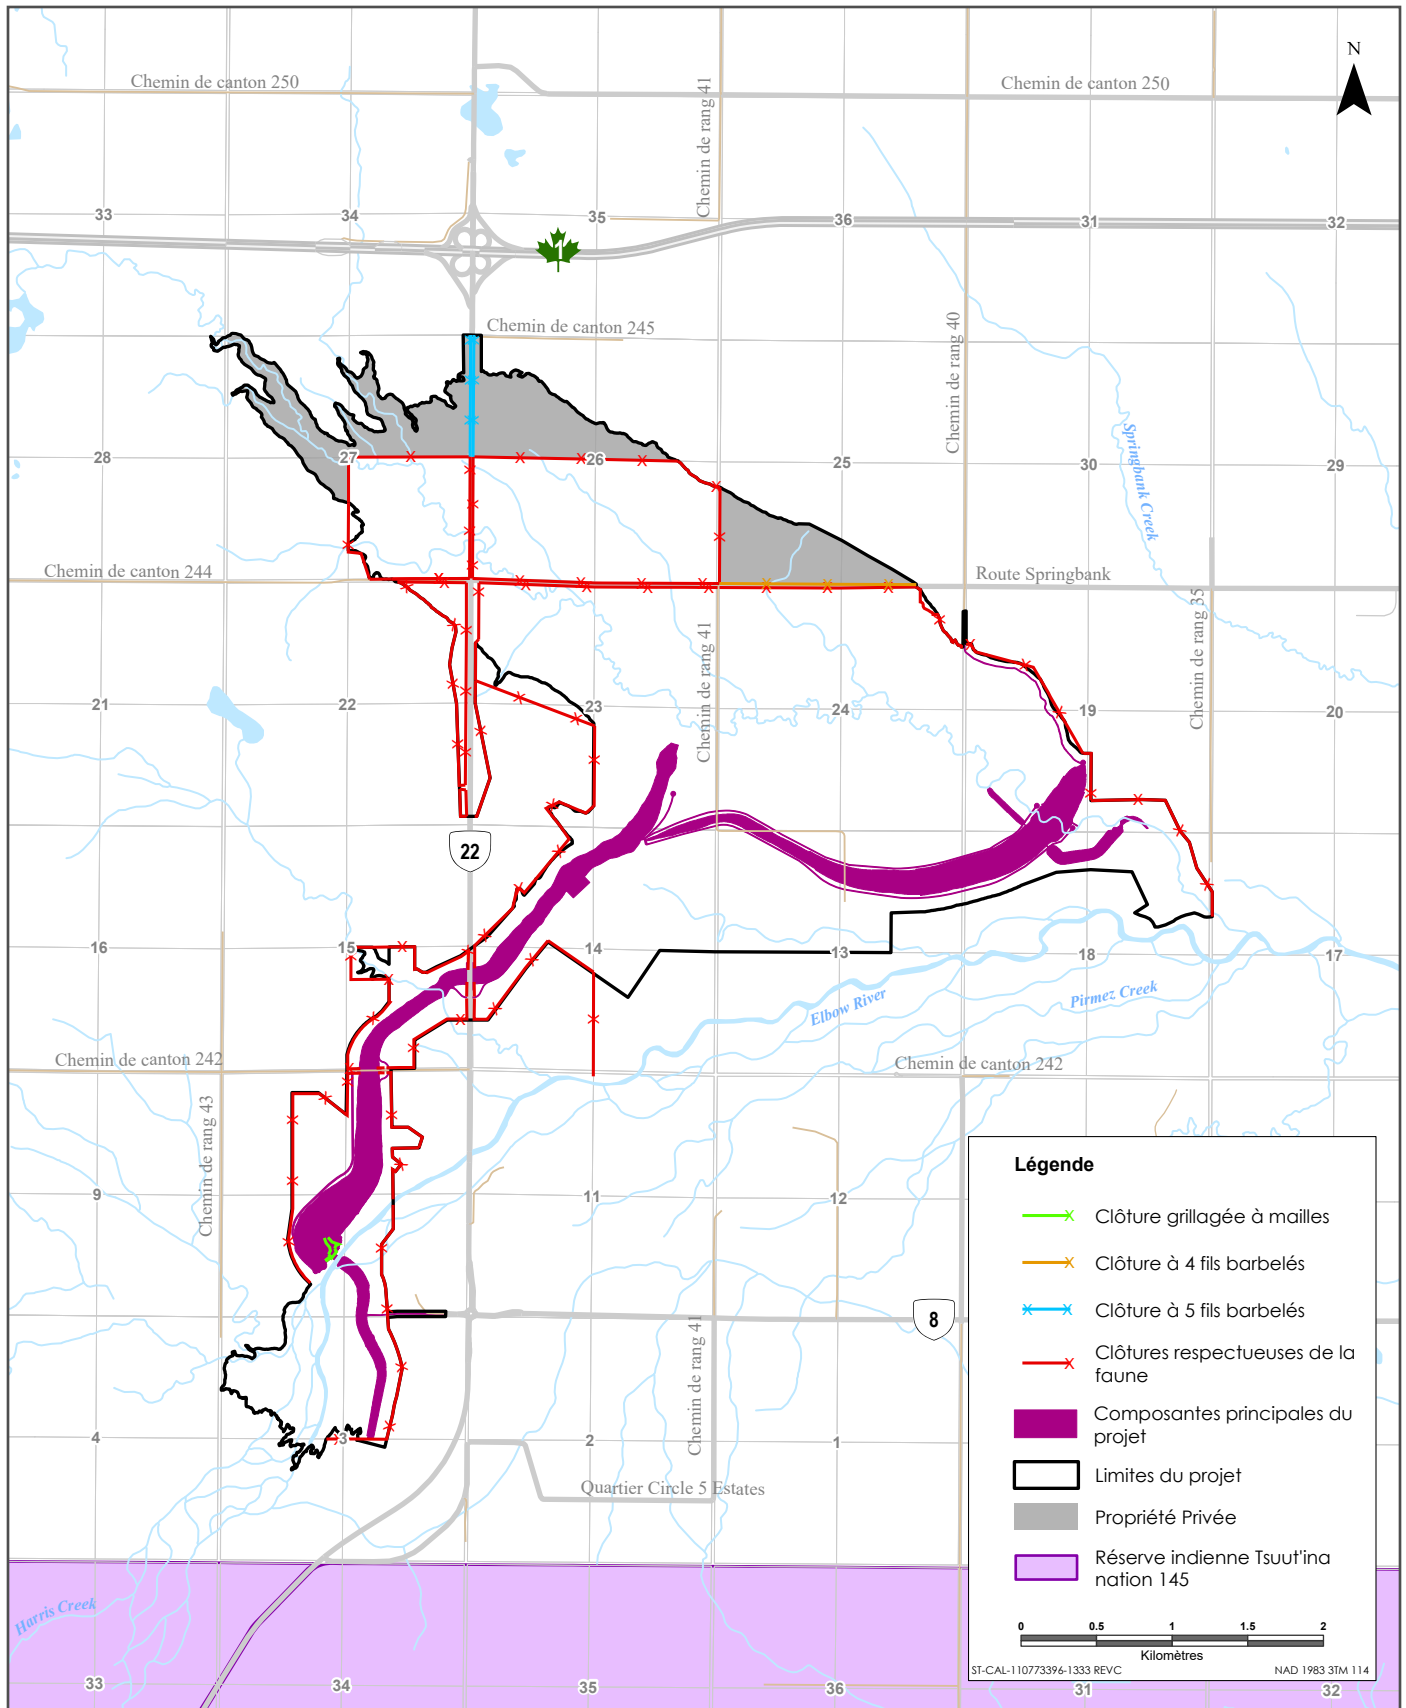 N
Chemin de canton 250
Chemin de rang 41
Chemin de canton 250
33
34
35
36
31
32
1
Chemin de canton 245
Chemin de rang 40
Springbank Creek
28
27
26
25
30
29
Chemin de canton 244
Route Springbank
Chemin de rang 41
Chemin de rang 35
21
22
23
24
19
20
22
16
15
14
13
18
17
Elbow River
Pirmez Creek
Chemin de canton 242
Chemin de canton 242
Chemin de rang 43
9
11
12
8
Chemin de rang 41
4
3
2
1
Quartier Circle 5 Estates
Harris Creek
33
34
35
36
31
32
Légende
Clôture grillagée à mailles
Clôture à 4 fils barbelés
Clôture à 5 fils barbelés
Clôtures respectueuses de la
faune
Composantes principales du
projet
Limites du projet
Propriété Privée
Réserve indienne Tsuut'ina
nation 145
0 0.5 1 1.5 2
Kilomètres
ST-CAL-110773396-1333 REVC
NAD 1983 3TM 114